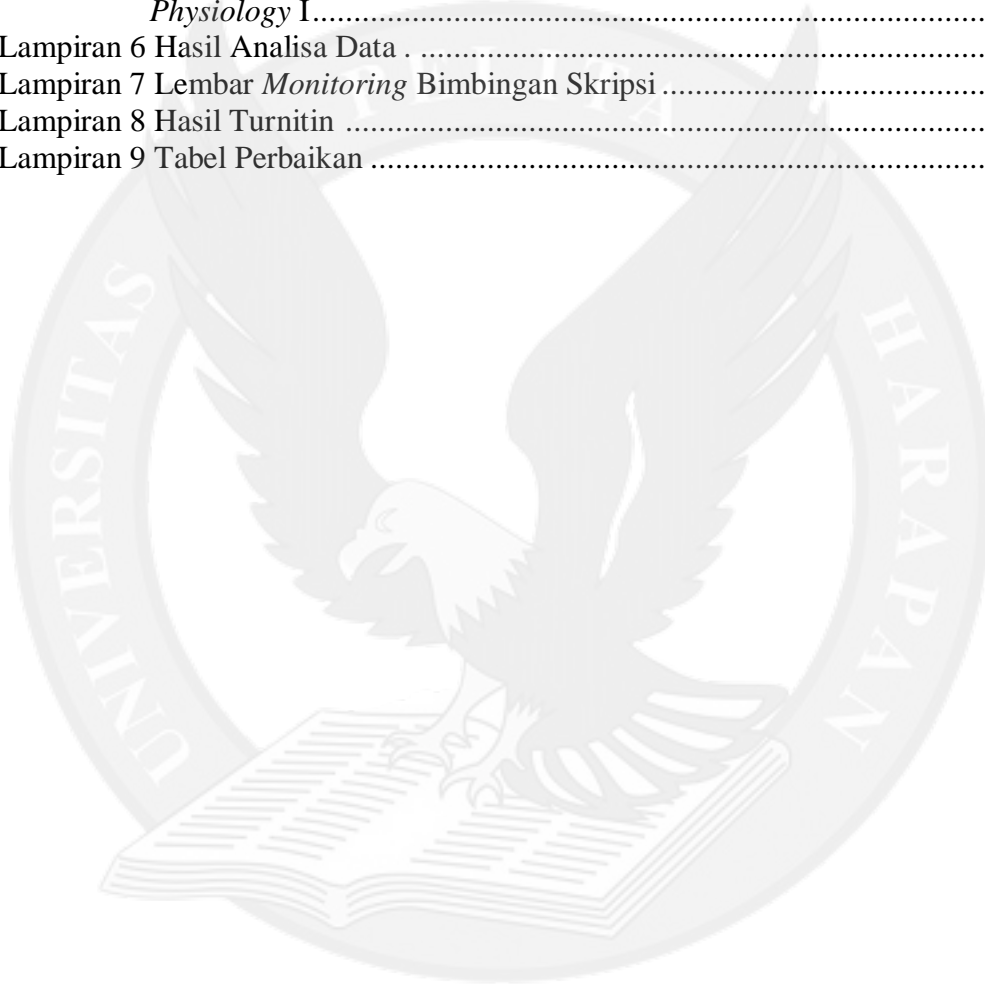 Physiology I....................................................................................
Lampiran 6 Hasil Analisa Data . .......................................................................
Lampiran 7 Lembar Monitoring Bimbingan Skripsi ........................................
Lampiran 8 Hasil Turnitin ................................................................................
Lampiran 9 Tabel Perbaikan .............................................................................
UNIVERSITAS PELITA HARAPAN